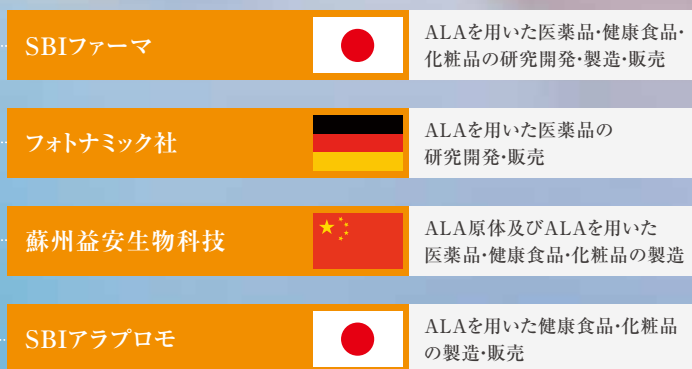 SBIファーマ
ALAを用いた医薬品・健康食品・
化粧品の研究開発・製造・販売
フォトナミック社
ALAを用いた医薬品の
研究開発・販売
蘇州益安生物科技
ALA原体及びALAを用いた
医薬品・健康食品・化粧品の製造
SBIアラプロモ
ALAを用いた健康食品・化粧品
の製造・販売